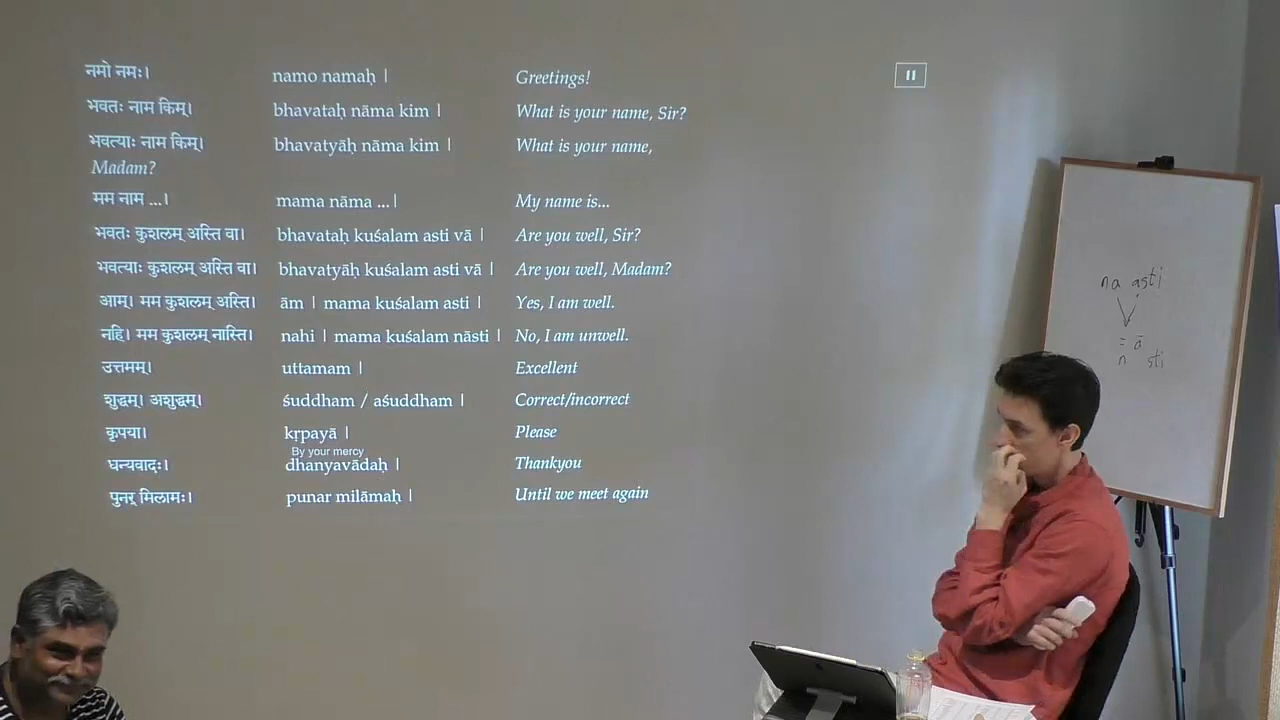 नमो नमः। namo namaḥ | Greetings!
भवतः नाम किम्। bhavataḥ nāma kim | What is your name, Sir?
भवत्याः नाम किम्। bhavatyāḥ nāma kim | What is your name,
Madam?
मम नाम ...। mama nāma ... | My name is...
भवतः कुशलम् अस्ति वा। bhavataḥ kuśalam asti vā | Are you well, Sir?
भवत्याः कुशलम् अस्ति वा। bhavatyāḥ kuśalam asti vā | Are you well, Madam?
आम्। मम कुशलम् अस्ति। ām | mama kuśalam asti | Yes, I am well.
नहि। मम कुशलम् नास्ति। nahi | mama kuśalam nāsti | No, I am unwell.
उत्तमम्। uttamam | Excellent
शुद्धम्। अशुद्धम्। śuddham / aśuddham | Correct/incorrect
कृपया। kṛpayā | Please
By your mercy
धन्यवादः। dhanyavādaḥ | Thankyou
पुनर् मिलामः। punar milāmaḥ | Until we meet again
na asti
= ā
n sti